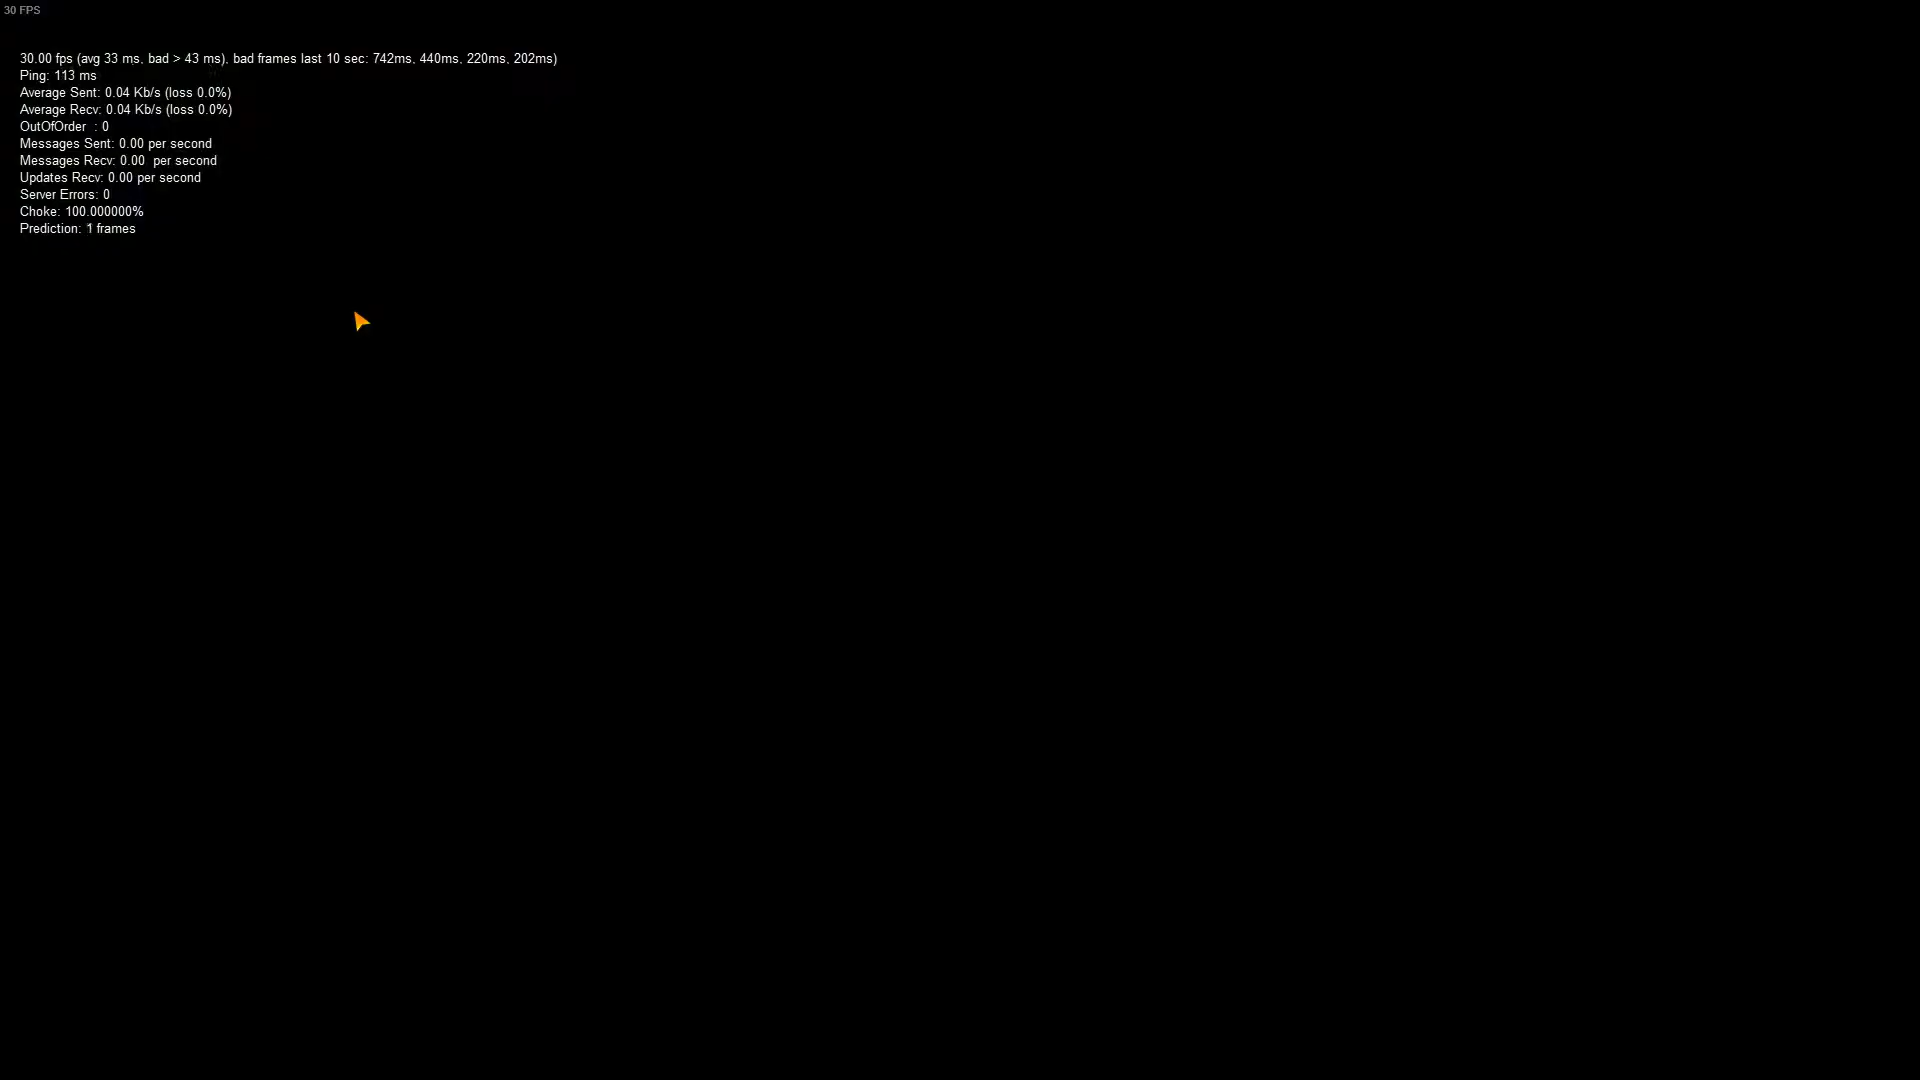 30 FPS
30.00 fps (avg 33 ms, bad > 43 ms), bad frames last 10 sec: 742ms, 440ms, 220ms, 202ms)
Ping: 113 ms
Average Sent: 0.04 Kb/s (loss 0.0%)
Average Recv: 0.04 Kb/s (loss 0.0%)
OutOfOrder : 0
Messages Sent: 0.00 per second
Messages Recv: 0.00 per second
Updates Recv: 0.00 per second
Server Errors: 0
Choke: 100.000000%
Prediction: 1 frames